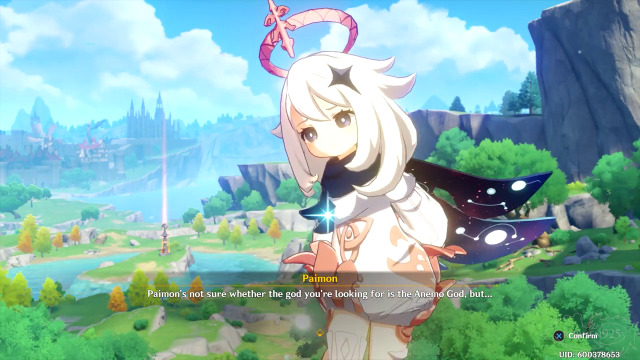 Paimon
Paimon's not sure whether the god you're looking for is the Anemo God, but...
Confirm
UID: 600378653